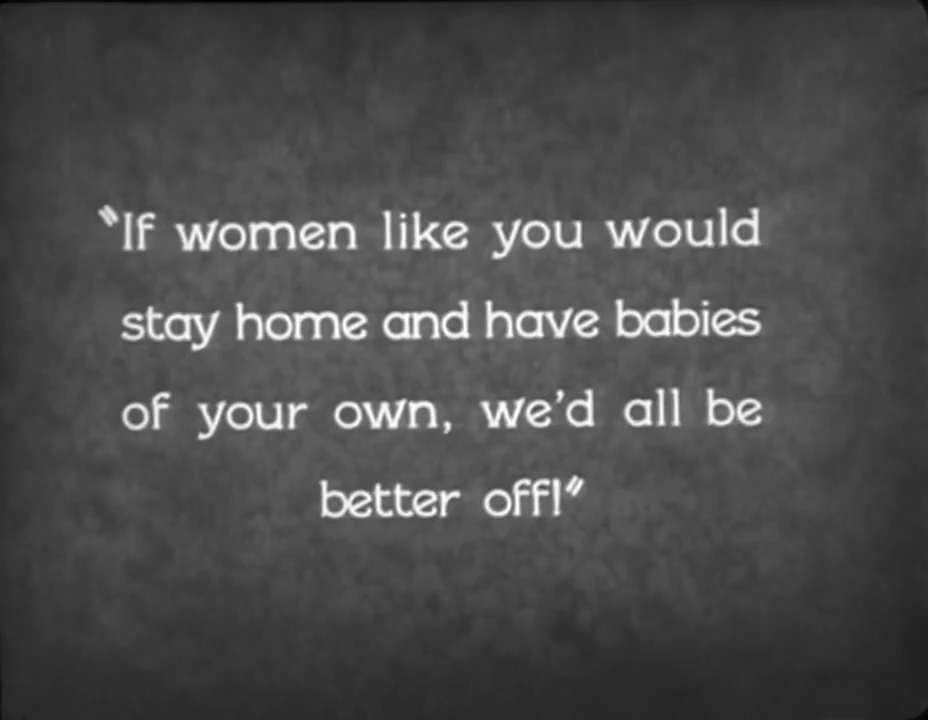 "If women like you would
stay home and have babies
of your own, we'd all be
better off!"